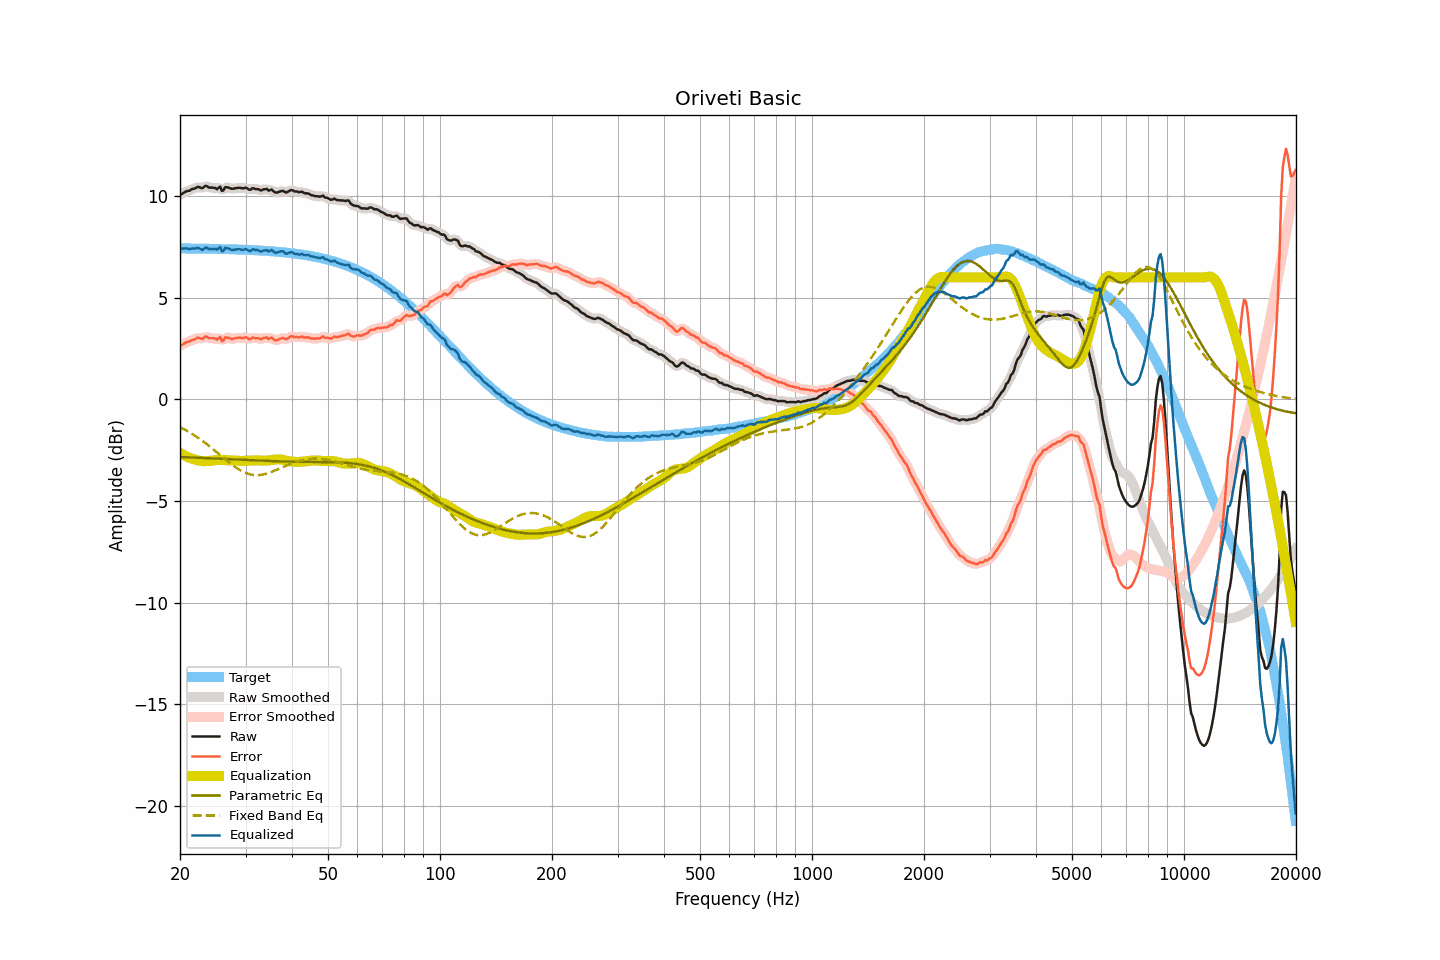 Oriveti Basic
Amplitude (dBr)
10
5
0
−5
−10
−15
−20
Target
Raw Smoothed
Error Smoothed
Raw
Error
Equalization
Parametric Eq
Fixed Band Eq
Equalized
20 50 100 200 500 1000 2000 5000 10000 20000
Frequency (Hz)